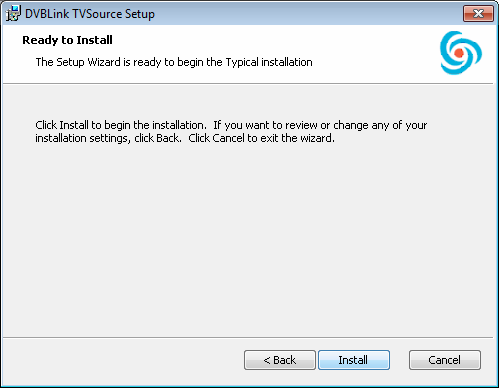 DVBLink TVSource Setup
Ready to Install
The Setup Wizard is ready to begin the Typical installation
Click Install to begin the installation.  If you want to review or change any of your
installation settings, click Back.  Click Cancel to exit the wizard.
< Back
Install
Cancel